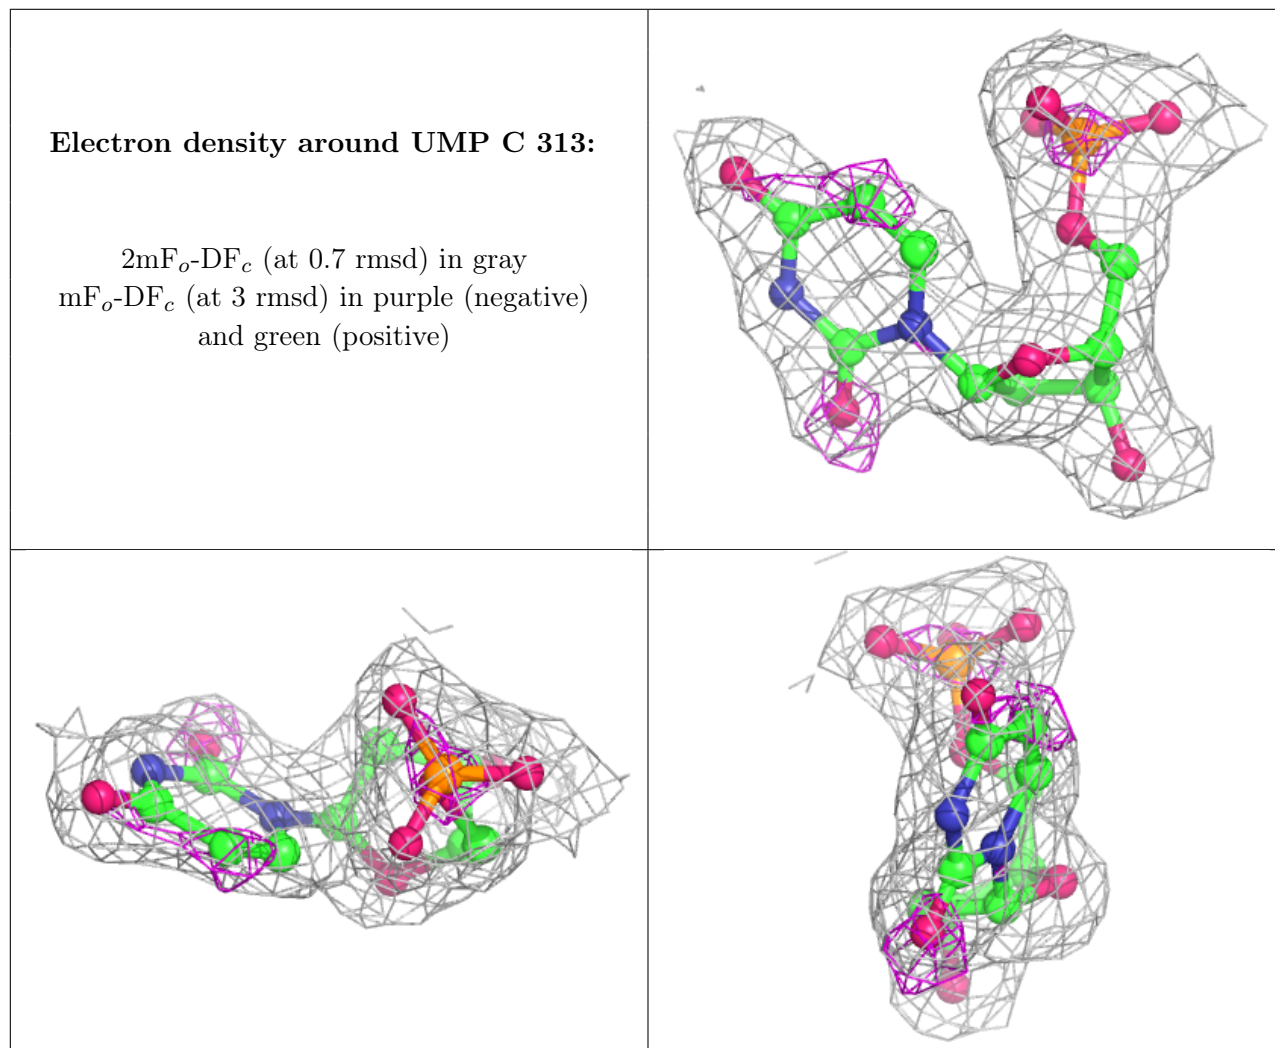 Electron density around UMP C 313:
2mFo-DFc (at 0.7 rmsd) in gray
mFo-DFc (at 3 rmsd) in purple (negative)
and green (positive)